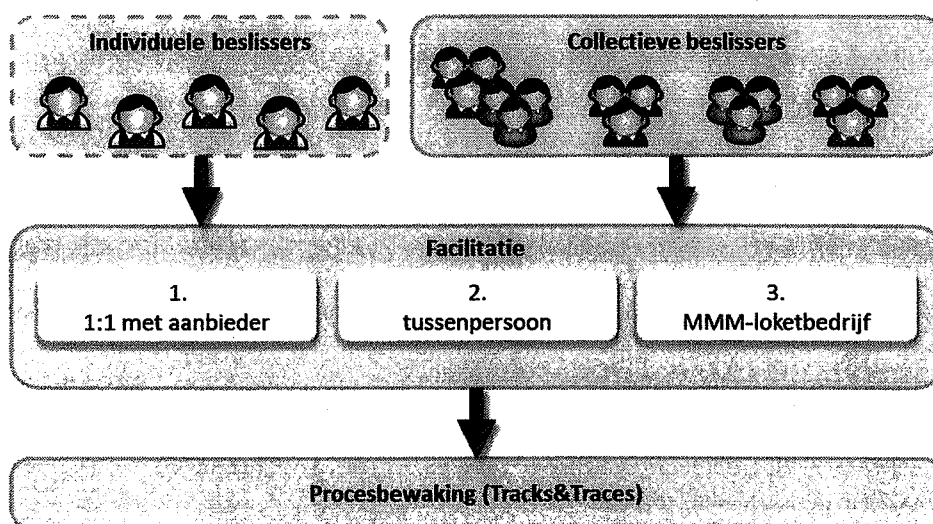 Individuele beslissers
Collectieve beslissers
Facilitatie
1.
1:1 met aanbieder
2.
tussenpersoon
3.
MMM-loketbedrijf
Procesbewaking (Tracks&Traces)